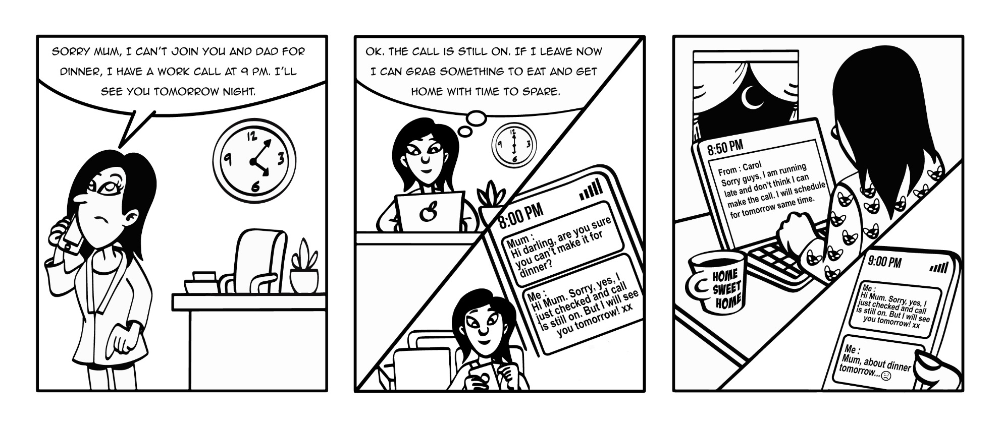 SORRY MUM, I CAN'T JOIN YOU AND DAD FOR
DINNER, I HAVE A WORK CALL AT 9 PM. I'LL
SEE YOU TOMORROW NIGHT.
12
9
3
6
OK. THE CALL IS STILL ON. IF I LEAVE NOW
I CAN GRAB SOMETHING TO EAT AND GET
HOME WITH TIME TO SPARE.
12
9
3
6
8:00 PM
Mum :
Hi darling, are you sure
you can't make it for
dinner?
Me :
Hi Mum. Sorry, yes, I
just checked and call
is still on. But I will see
you tomorrow! xx
8:50 PM
From : Carol
Sorry guys, I am running
late and don't think I can
make the call. I will schedule
for tomorrow same time.
HOME
SWEET
HOME
9:00 PM
Me :
Hi Mum. Sorry, yes, I
just checked and call
is still on. But I will see
you tomorrow! xx
Me :
Mum, about dinner
tomorrow...☹